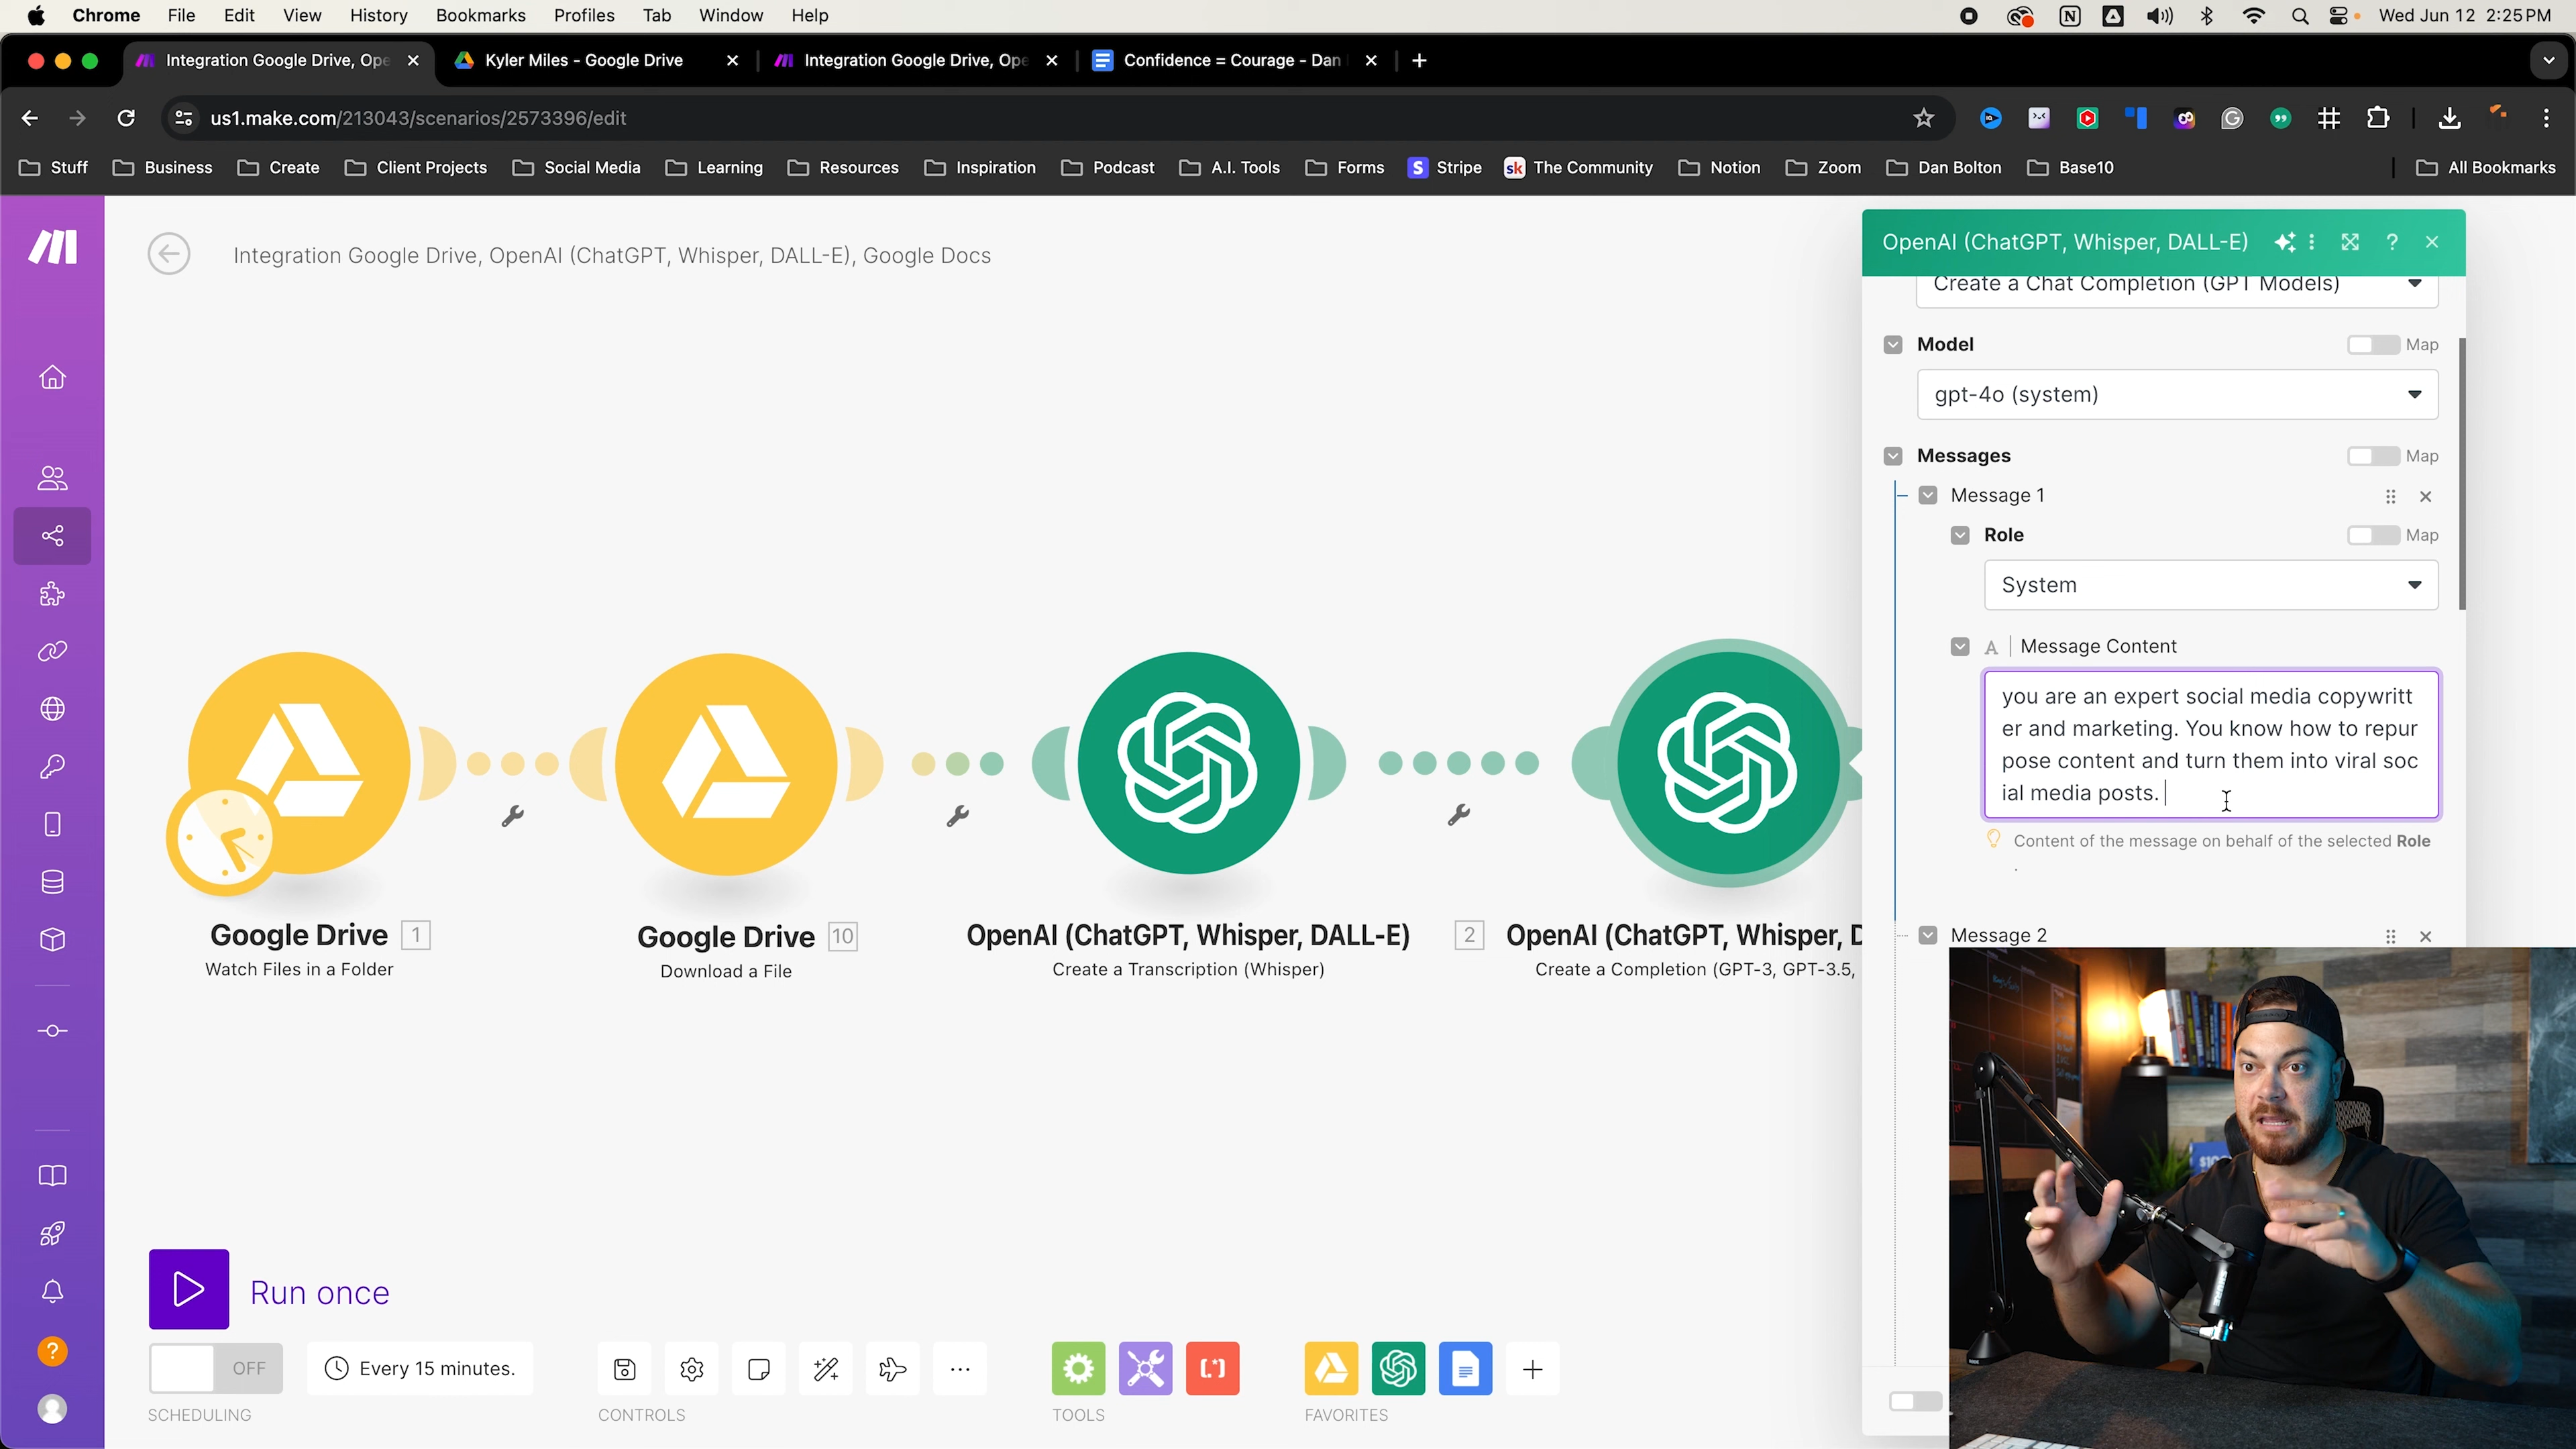 Chrome File Edit View History Bookmarks Profiles Tab Window Help
Wed Jun 12 2:25 PM
Integration Google Drive, Ope
Kyler Miles - Google Drive
Integration Google Drive, Ope
Confidence = Courage - Dan
us1.make.com/213043/scenarios/2573396/edit
Stuff Business Create Client Projects Social Media Learning Resources Inspiration Podcast A.I. Tools Forms Stripe The Community Notion Zoom Dan Bolton Base10 All Bookmarks
Integration Google Drive, OpenAI (ChatGPT, Whisper, DALL-E), Google Docs
OpenAI (ChatGPT, Whisper, DALL-E)
Create a Chat Completion (GPT Models)
Model Map
gpt-4o (system)
Messages Map
Message 1
Role Map
System
A Message Content
you are an expert social media copywritt
er and marketing. You know how to repur
pose content and turn them into viral soc
ial media posts.
Content of the message on behalf of the selected Role
.
Message 2
Google Drive 1
Watch Files in a Folder
Google Drive 10
Download a File
OpenAI (ChatGPT, Whisper, DALL-E) 2
Create a Transcription (Whisper)
OpenAI (ChatGPT, Whisper, D
Create a Completion (GPT-3, GPT-3.5,
Run once
OFF
Every 15 minutes.
SCHEDULING
CONTROLS
TOOLS
FAVORITES